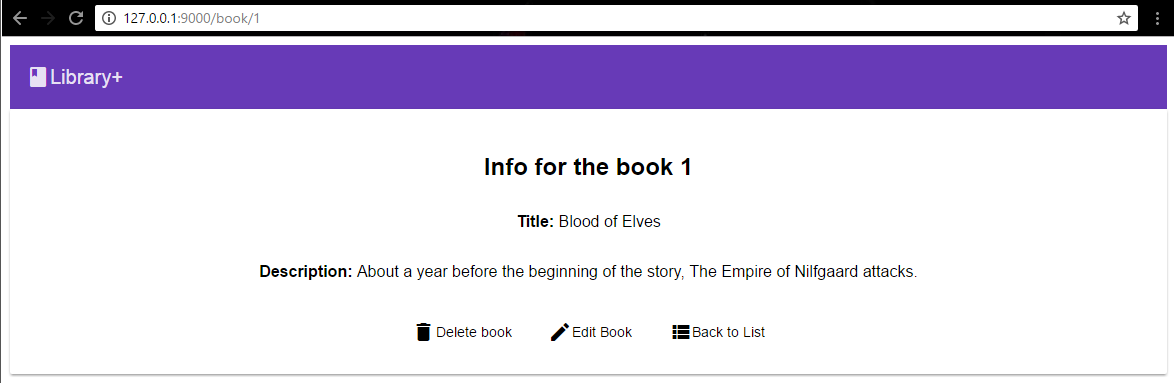 127.0.0.1:9000/book/1
Library+
Info for the book 1
Title: Blood of Elves
Description: About a year before the beginning of the story, The Empire of Nilfgaard attacks.
Delete book Edit Book Back to List